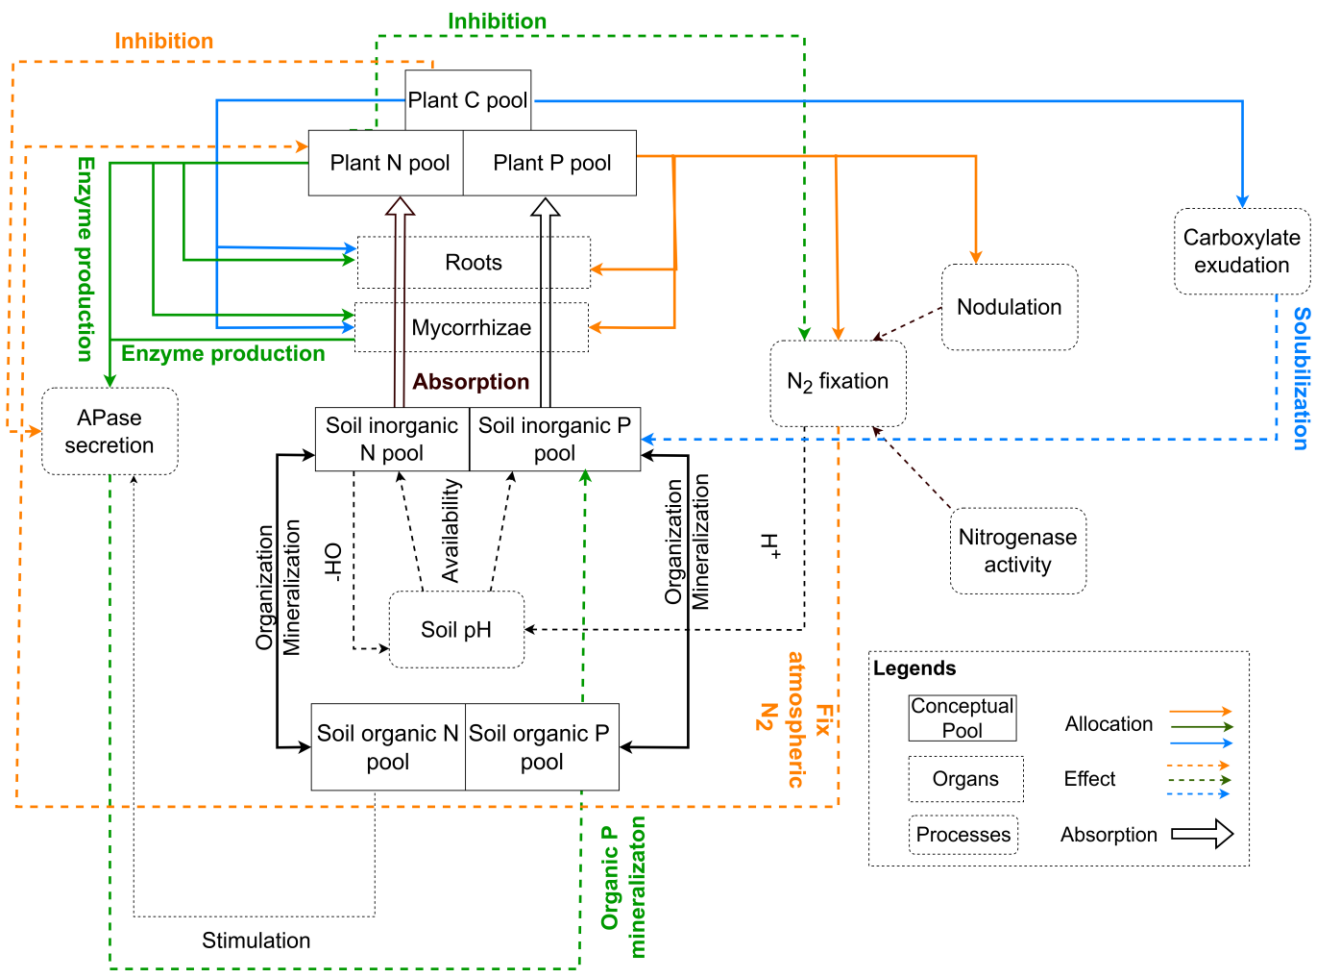 Inhibition
Inhibition
Plant C pool
Plant N pool
Plant P pool
Enzyme production
Roots
Carboxylate
exudation
Nodulation
Mycorrhizae
Enzyme production
Solubilization
Absorption
N2 fixation
APase
secretion
Soil inorganic
N pool
Soil inorganic P
pool
Organization
Mineralization
-HO
Availability
Organization
Mineralization
H+
Nitrogenase
activity
Soil pH
Fix
atmospheric
N2
Soil organic N
pool
Soil organic P
pool
Organic P
mineralizaton
Stimulation
Legends
Conceptual
Pool
Allocation
Organs
Effect
Processes
Absorption